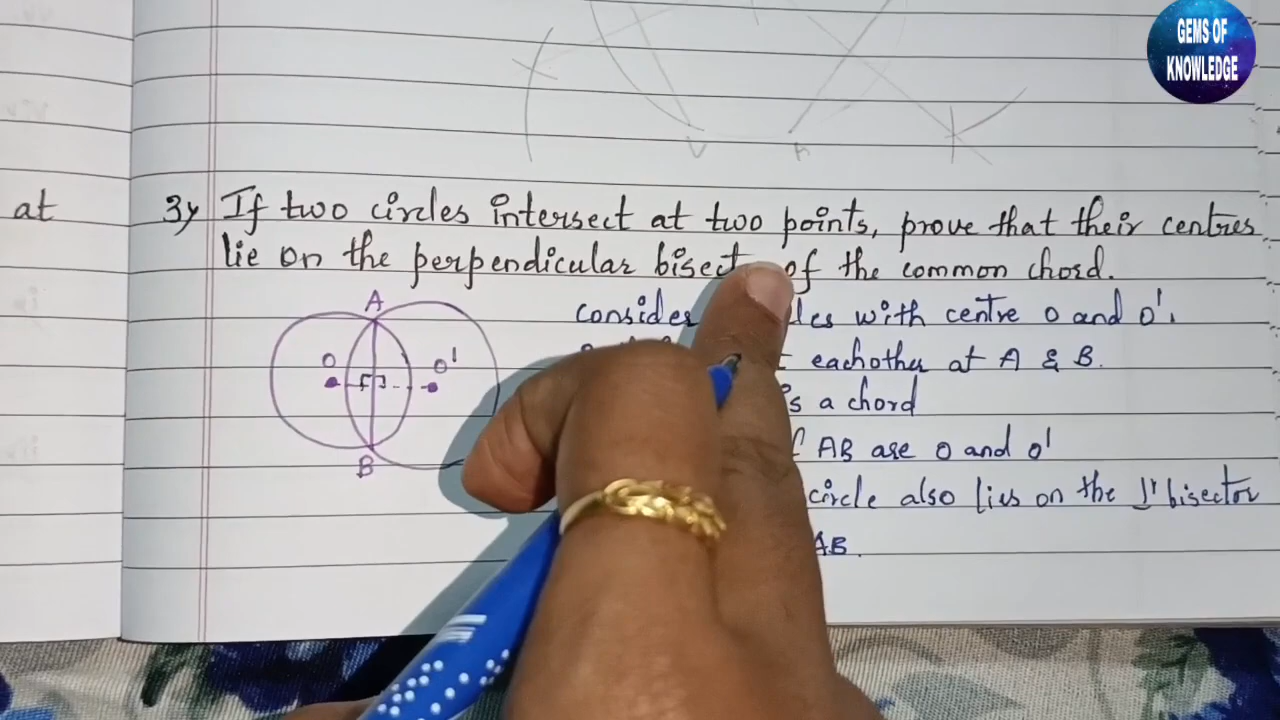 GEMS OF
KNOWLEDGE
at
3) If two circles intersect at two points, prove that their centres
lie on the perpendicular bisect of the common chord.
A
O
O'
B
consider les with centre O and O'.
eachother at A & B.
s a chord
AB are O and O'
circle also lies on the bisector
AB.